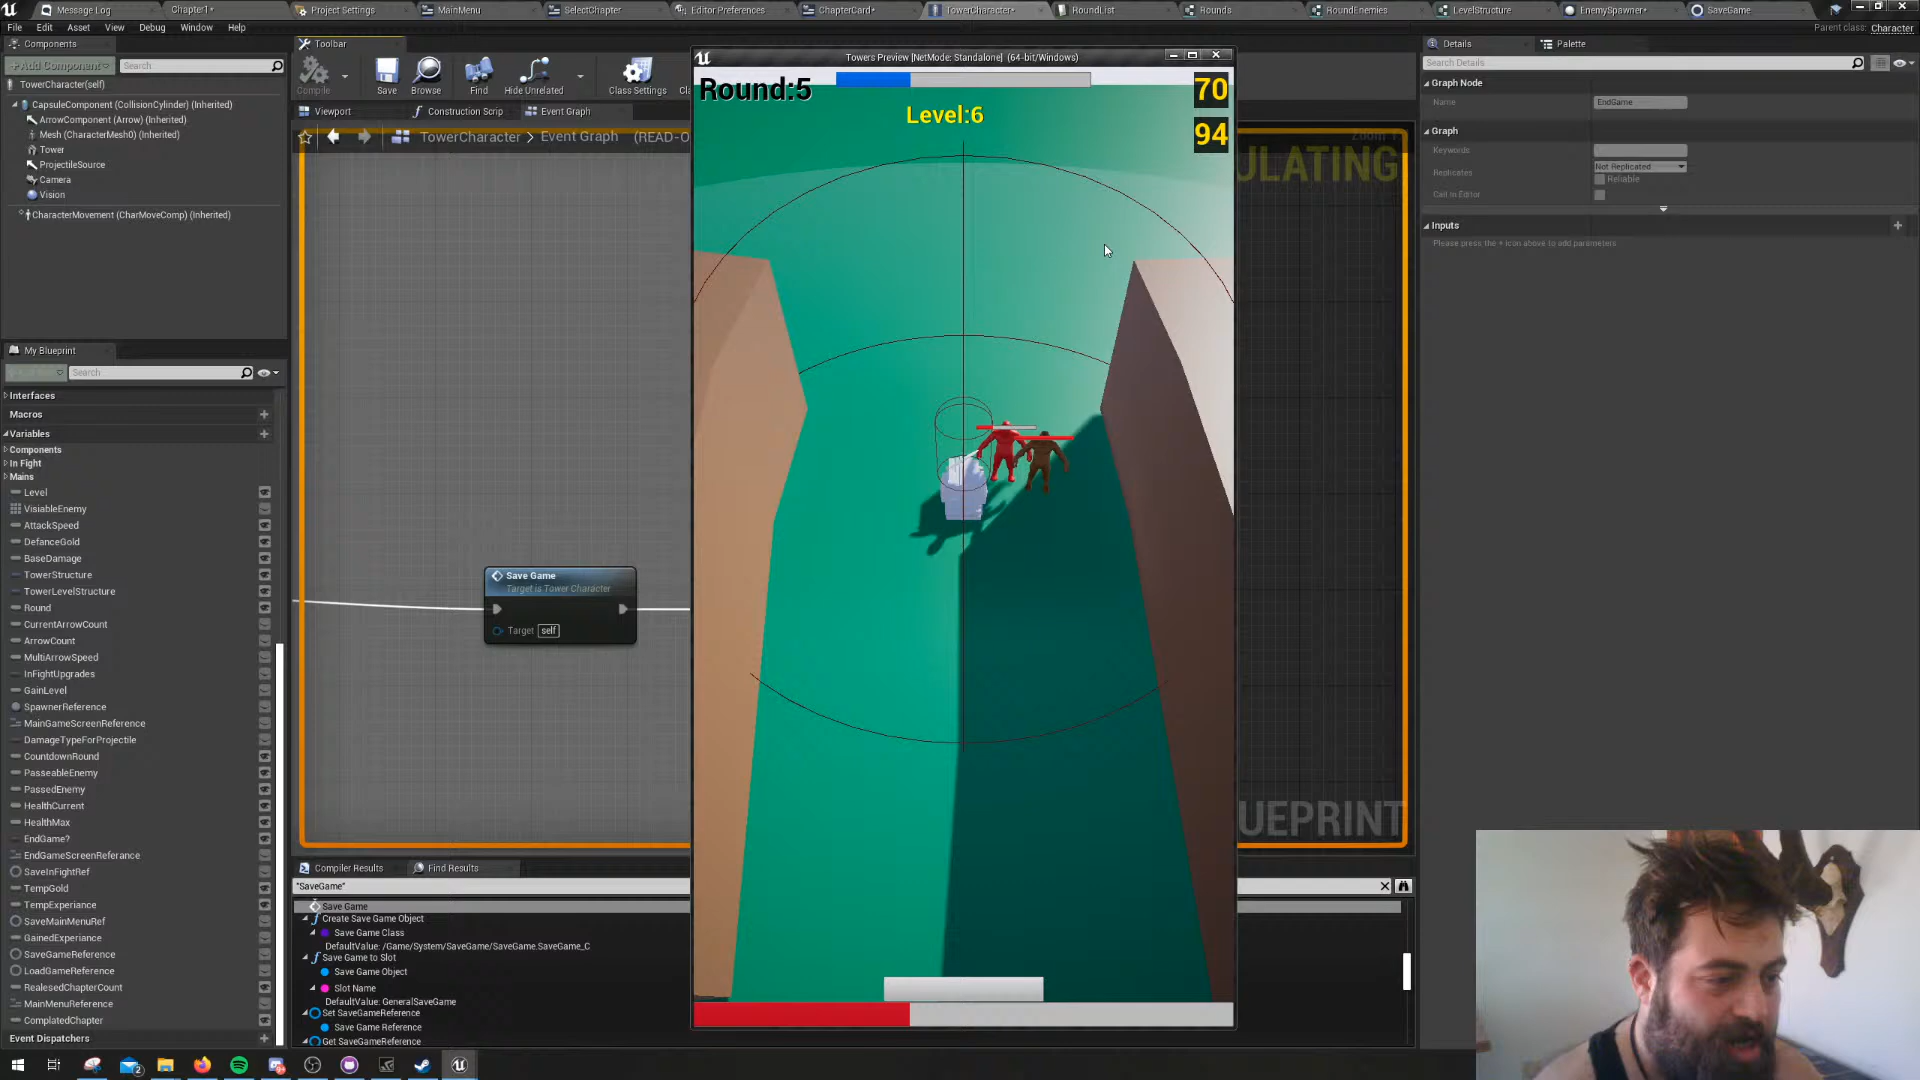 Message Log
Chapter1*
Project Settings
MainMenu
SelectChapter
Editor Preferences
ChapterCard*
TowerCharacter*
RoundList
Rounds
RoundEnemies
LevelStructure
EnemySpawner*
SaveGame
File Edit Asset View Debug Window Help
Parent class: Character
Components
+ Add Component
Search
TowerCharacter(self)
CapsuleComponent (CollisionCylinder) (Inherited)
ArrowComponent (Arrow) (Inherited)
Mesh (CharacterMesh0) (Inherited)
Tower
ProjectileSource
Camera
Vision
CharacterMovement (CharMoveComp) (Inherited)
My Blueprint
Search
Interfaces
Macros
Variables
Components
In Fight
Mains
Level
VisiableEnemy
AttackSpeed
DefanceGold
BaseDamage
TowerStructure
TowerLevelStructure
Round
CurrentArrowCount
ArrowCount
MultiArrowSpeed
InFightUpgrades
GainLevel
SpawnerReference
MainGameScreenReference
DamageTypeForProjectile
CountdownRound
PasseableEnemy
PassedEnemy
HealthCurrent
HealthMax
EndGame?
EndGameScreenReferance
SaveInFightRef
TempGold
TempExperience
SaveMainMenuRef
GainedExperiance
SaveGameReference
LoadGameReference
RealesedChapterCount
MainMenuReference
ComplatedChapter
Event Dispatchers
Toolbar
Compile
Save
Browse
Find
Hide Unrelated
Class Settings
Viewport
Construction Scrip
Event Graph
TowerCharacter > Event Graph (READ-O
Save Game
Target is Tower Character
Target self
ULATING
UEPRINT
Towers Preview [NetMode: Standalone] (64-bit/Windows)
Round:5
Level:6
70
94
Compiler Results
Find Results
"SaveGame"
Save Game
Create Save Game Object
Save Game Class
DefaultValue: /Game/System/SaveGame/SaveGame.SaveGame_C
Save Game to Slot
Save Game Object
Slot Name
DefaultValue: GeneralSaveGame
Set SaveGameReference
Save Game Reference
Get SaveGameReference
Details
Palette
Search Details
Graph Node
Name EndGame
Graph
Keywords
Replicates Not Replicated
Reliable
Call In Editor
Inputs
Please press the + icon above to add parameters